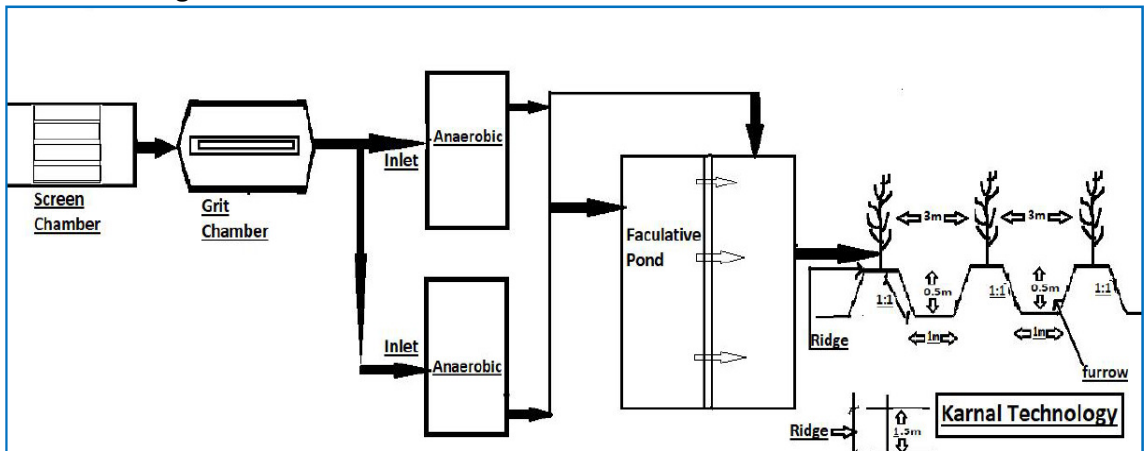 Screen
Chamber
Grit
Chamber
Inlet
Anaerobic
Inlet
Anaerobic
Faculative
Pond
3m
3m
1:1
0.5m
1:1
0.5m
1:1
1m
1m
Ridge
furrow
Ridge
1.5m
Karnal Technology